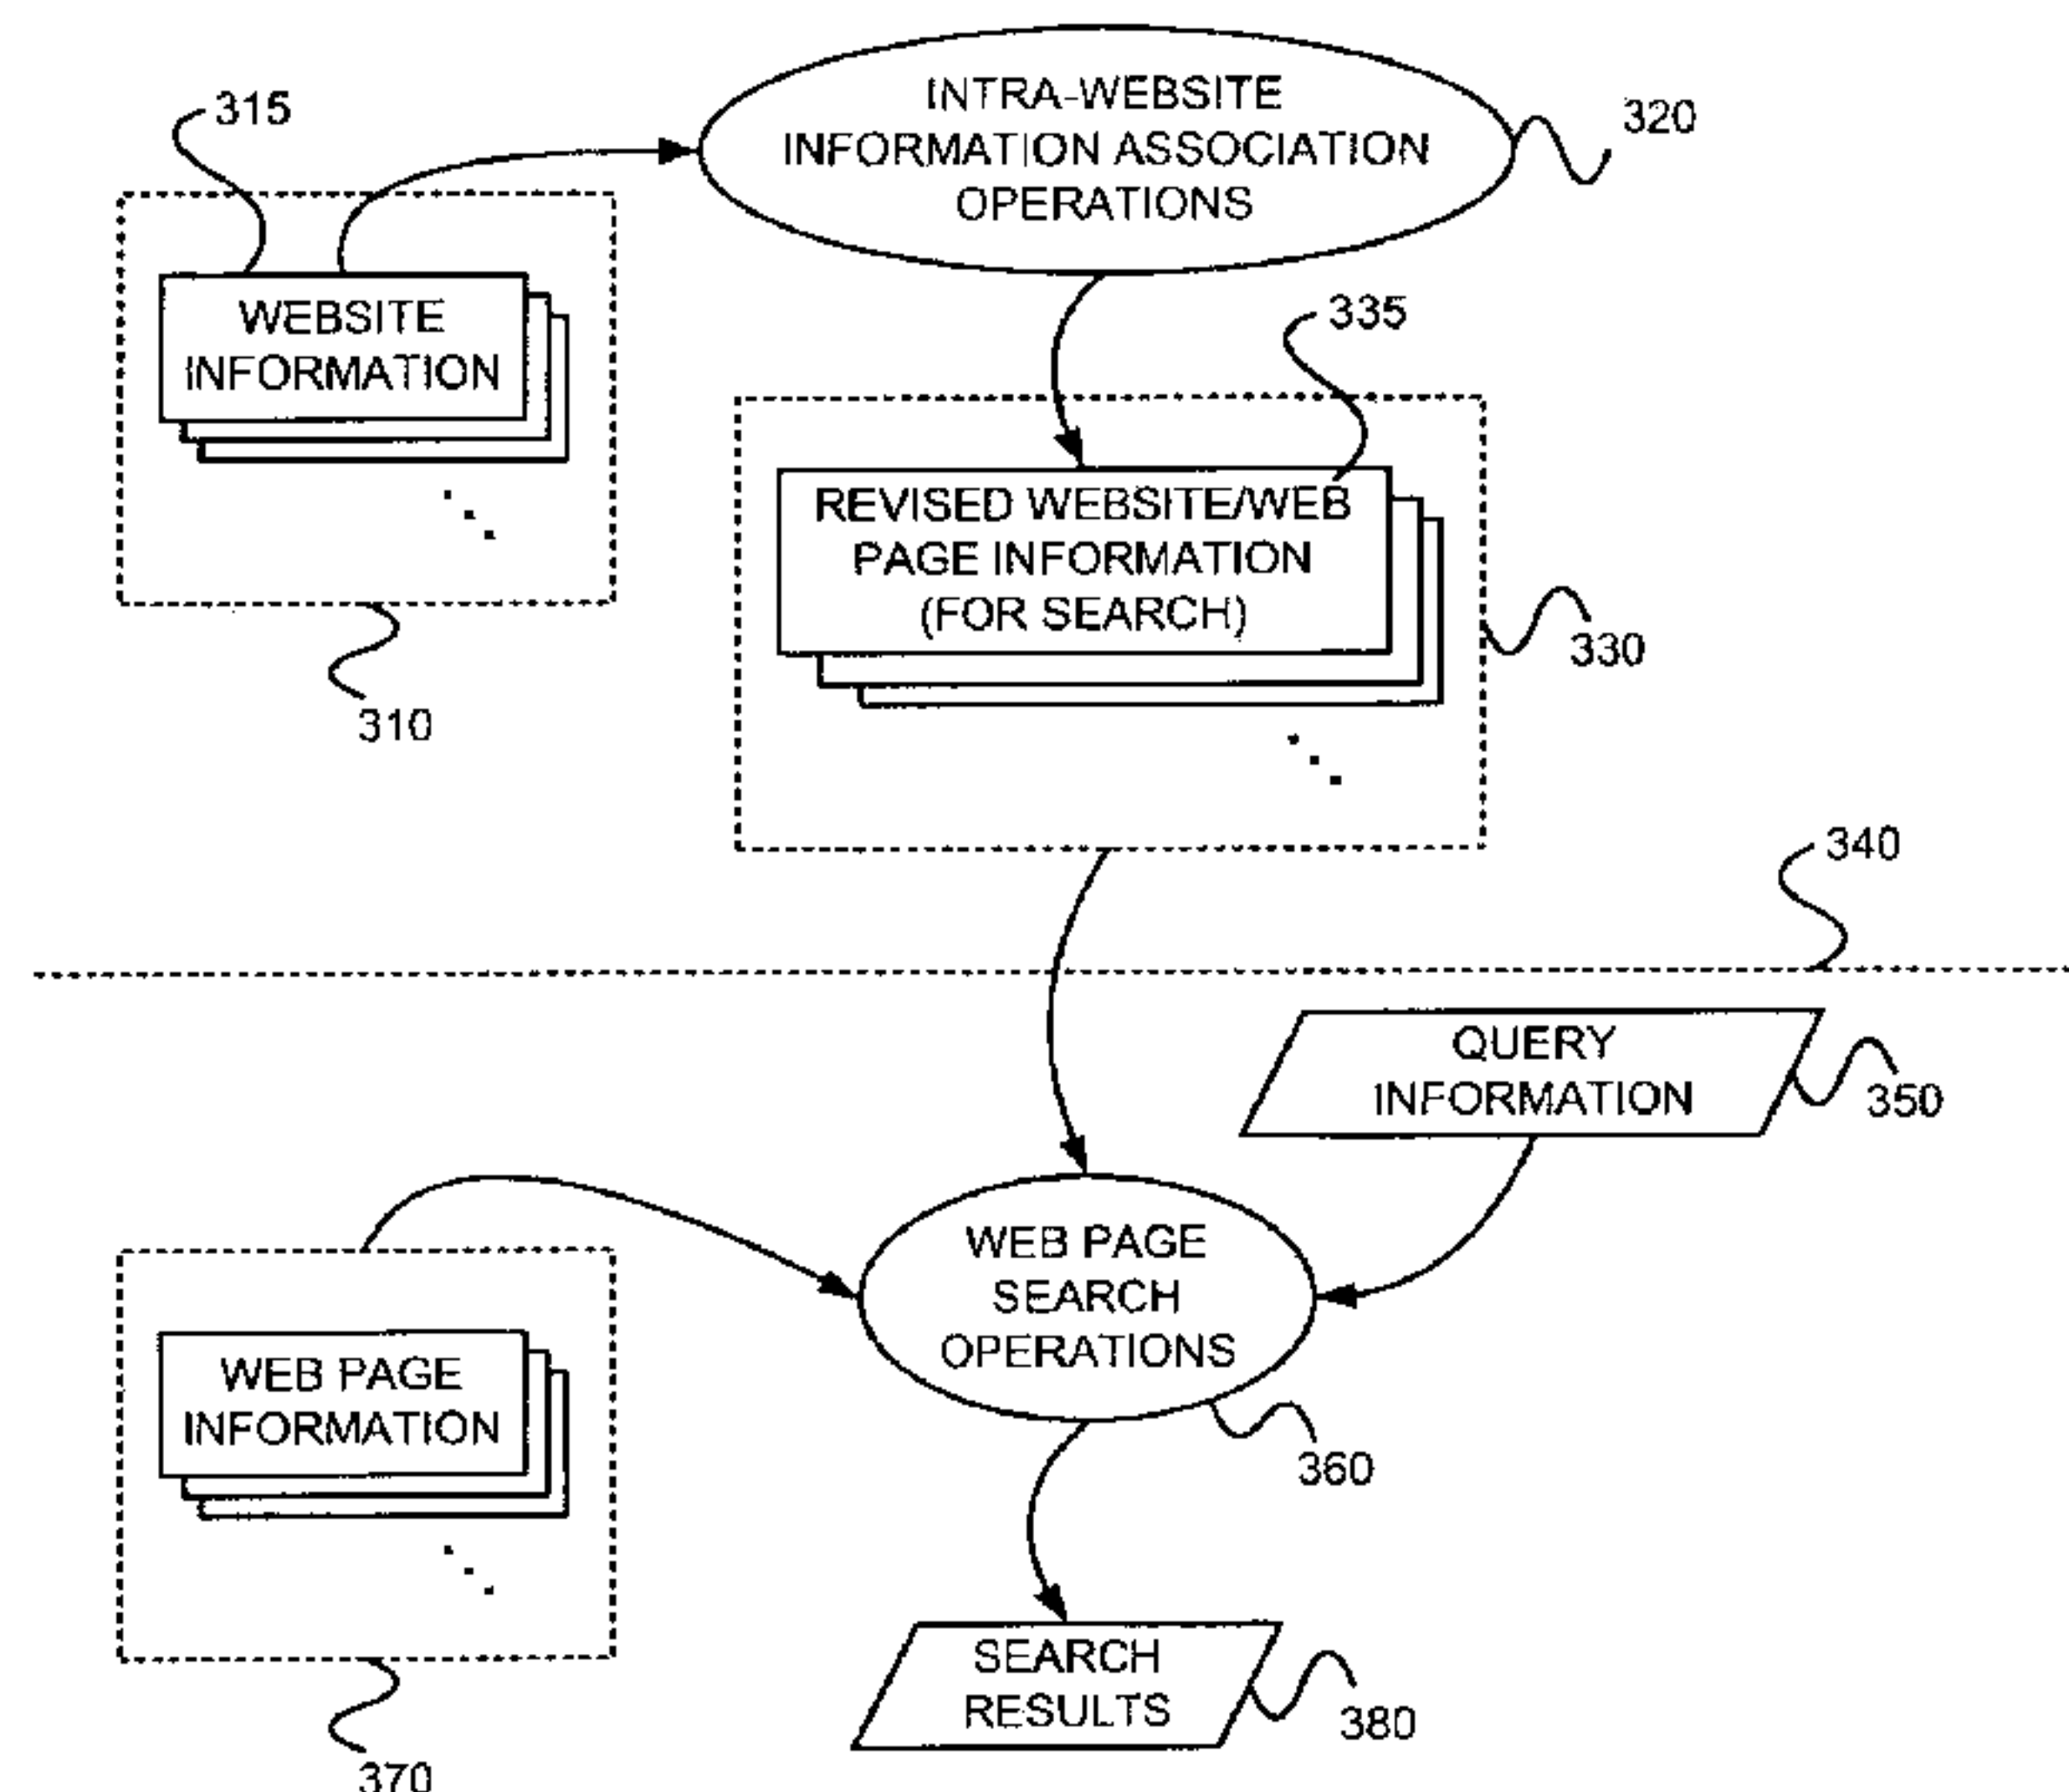 INTRA-WEBSITE
INFORMATION ASSOCIATION
OPERATIONS
320
315
WEBSITE
INFORMATION
310
335
REVISED WEBSITE/WEB
PAGE INFORMATION
(FOR SEARCH)
330
340
QUERY
INFORMATION
350
WEB PAGE
SEARCH
OPERATIONS
360
WEB PAGE
INFORMATION
370
SEARCH
RESULTS
380